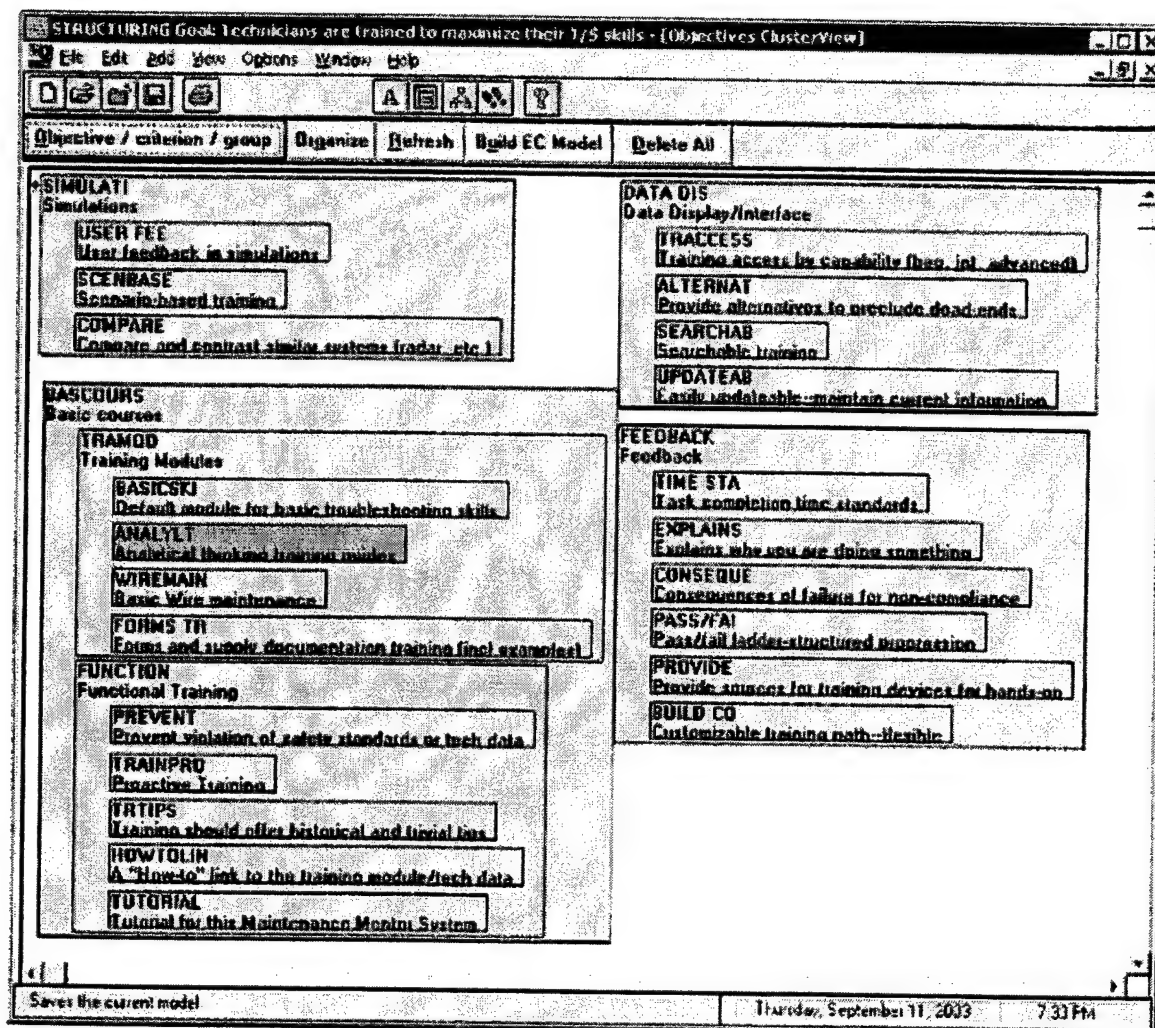 STRUCTURING Goal: Technicians are trained to maximize their T/S skills - [Objectives ClusterView]
File Edit Add View Options Window Help
A ?
Objective / criterion / group Organize Refresh Build EC Model Delete All
+SIMULATI
Simulations
USER FEE
User feedback in simulations
SCENBASE
Scenario-based training
COMPARE
Compare and contrast similar systems (radar, etc.)
BASCOURS
Basic courses
TRAMOD
Training Modules
BASICSKI
Default module for basic troubleshooting skills
ANALYLT
Analytical thinking training guides
WIREMAIN
Basic Wire maintenance
FORMS TR
Forms and supply documentation training (incl examples)
FUNCTION
Functional Training
PREVENT
Prevent violation of safety standards or tech data
TRAINPRO
Proactive Training
TRTIPS
Training should offer historical and trivial tips
HOWTOLIN
A "How-to" link to the training module/tech data
TUTORIAL
Tutorial for this Maintenance Mentor System
DATA DIS
Data Display/Interface
TRACCESS
Training access by capability (beg, int, advanced)
ALTERNAT
Provide alternatives to preclude dead-ends
SEARCHAB
Searchable training
UPDATEAB
Easily updateable--maintain current information
FEEDBACK
Feedback
TIME STA
Task completion time standards
EXPLAINS
Explains why you are doing something
CONSEQUE
Consequences of failure for non-compliance
PASS/FAI
Pass/fail ladder-structured progression
PROVIDE
Provide sources for training devices for hands-on
BUILD CO
Customizable training path--flexible
Saves the current model Thursday, September 11, 2003 7:33 PM